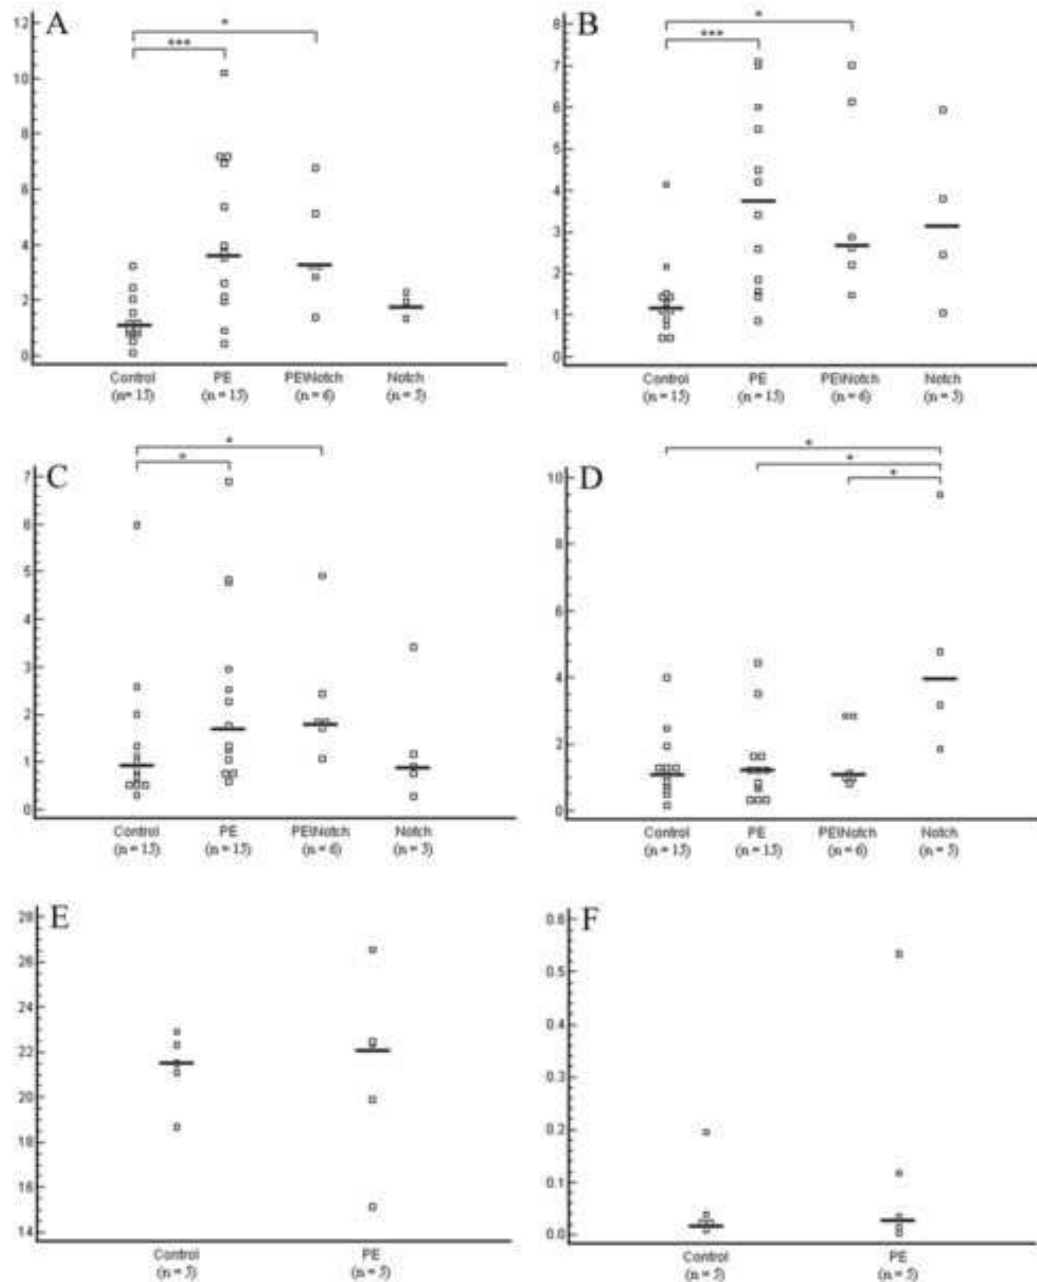 A
12
10
8
6
4
2
0
*
***
Control
(n= 15)
PE
(n = 15)
PE\Notch
(n = 6)
Notch
(n = 5)
B
8
7
6
5
4
3
2
1
0
*
***
Control
(n = 15)
PE
(n = 15)
PE\Notch
(n = 6)
Notch
(n = 5)
C
7
6
5
4
3
2
1
0
*
*
Control
(n = 15)
PE
(n = 15)
PE\Notch
(n = 6)
Notch
(n = 5)
D
10
8
6
4
2
0
*
*
*
Control
(n = 15)
PE
(n = 15)
PE\Notch
(n = 6)
Notch
(n = 5)
E
28
26
24
22
20
18
16
14
Control
(n = 5)
PE
(n = 5)
F
0.6
0.5
0.4
0.3
0.2
0.1
0.0
Control
(n = 5)
PE
(n = 5)